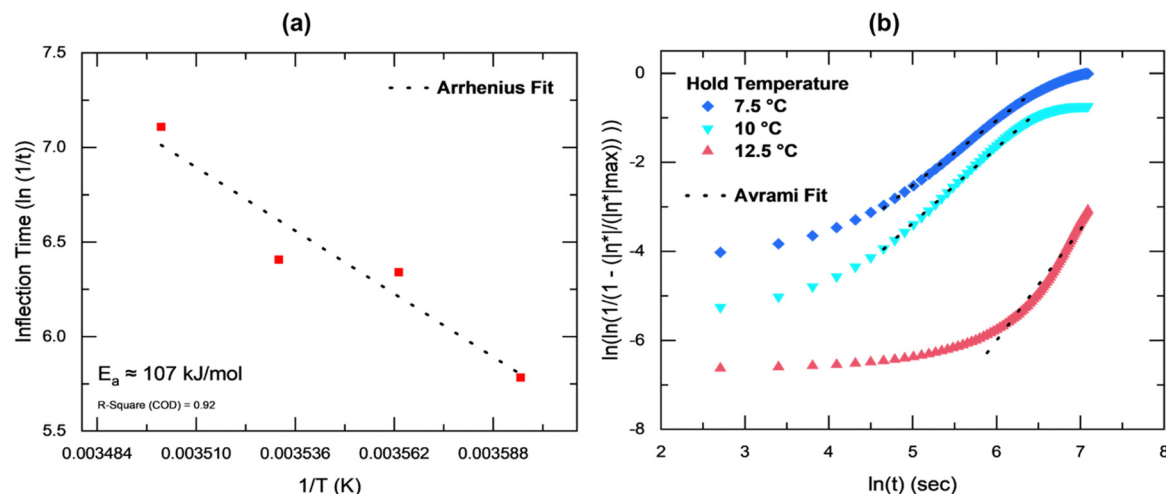 (a)
7.5
7.0
6.5
6.0
5.5
Inflection Time (ln (1/t))
Arrhenius Fit
Eₐ ≈ 107 kJ/mol
R-Square (COD) = 0.92
0.003484 0.003510 0.003536 0.003562 0.003588
1/T (K)
(b)
0
-2
-4
-6
-8
ln(ln(1/(1 - (|η*|/(|η*|max))) ))
Hold Temperature
7.5 °C
10 °C
12.5 °C
Avrami Fit
2 3 4 5 6 7 8
ln(t) (sec)